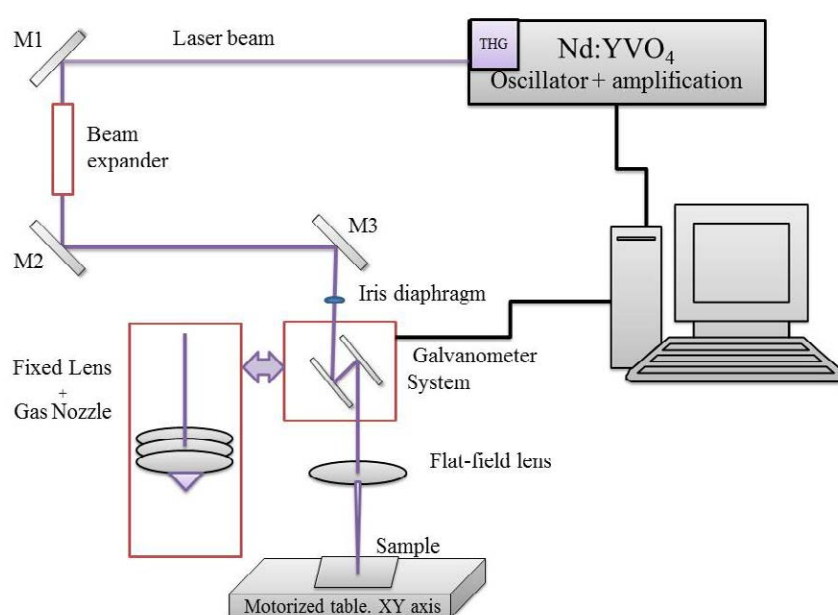 M1
Laser beam
THG
Nd:YVO₄
Oscillator + amplification
Beam
expander
M2
M3
Iris diaphragm
Fixed Lens
+
Gas Nozzle
Galvanometer
System
Flat-field lens
Sample
Motorized table. XY axis